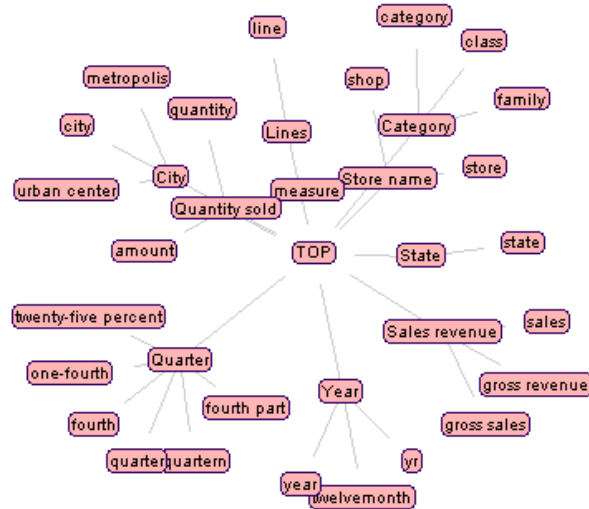 category
line
class
metropolis
shop
family
quantity
city
Category
Lines
store
City
Store name
urban center
measure
Quantity sold
state
amount
TOP
State
twenty-five percent
sales
Sales revenue
Quarter
one-fourth
gross revenue
Year
fourth part
fourth
gross sales
quarter
quartern
yr
year
twelvemonth